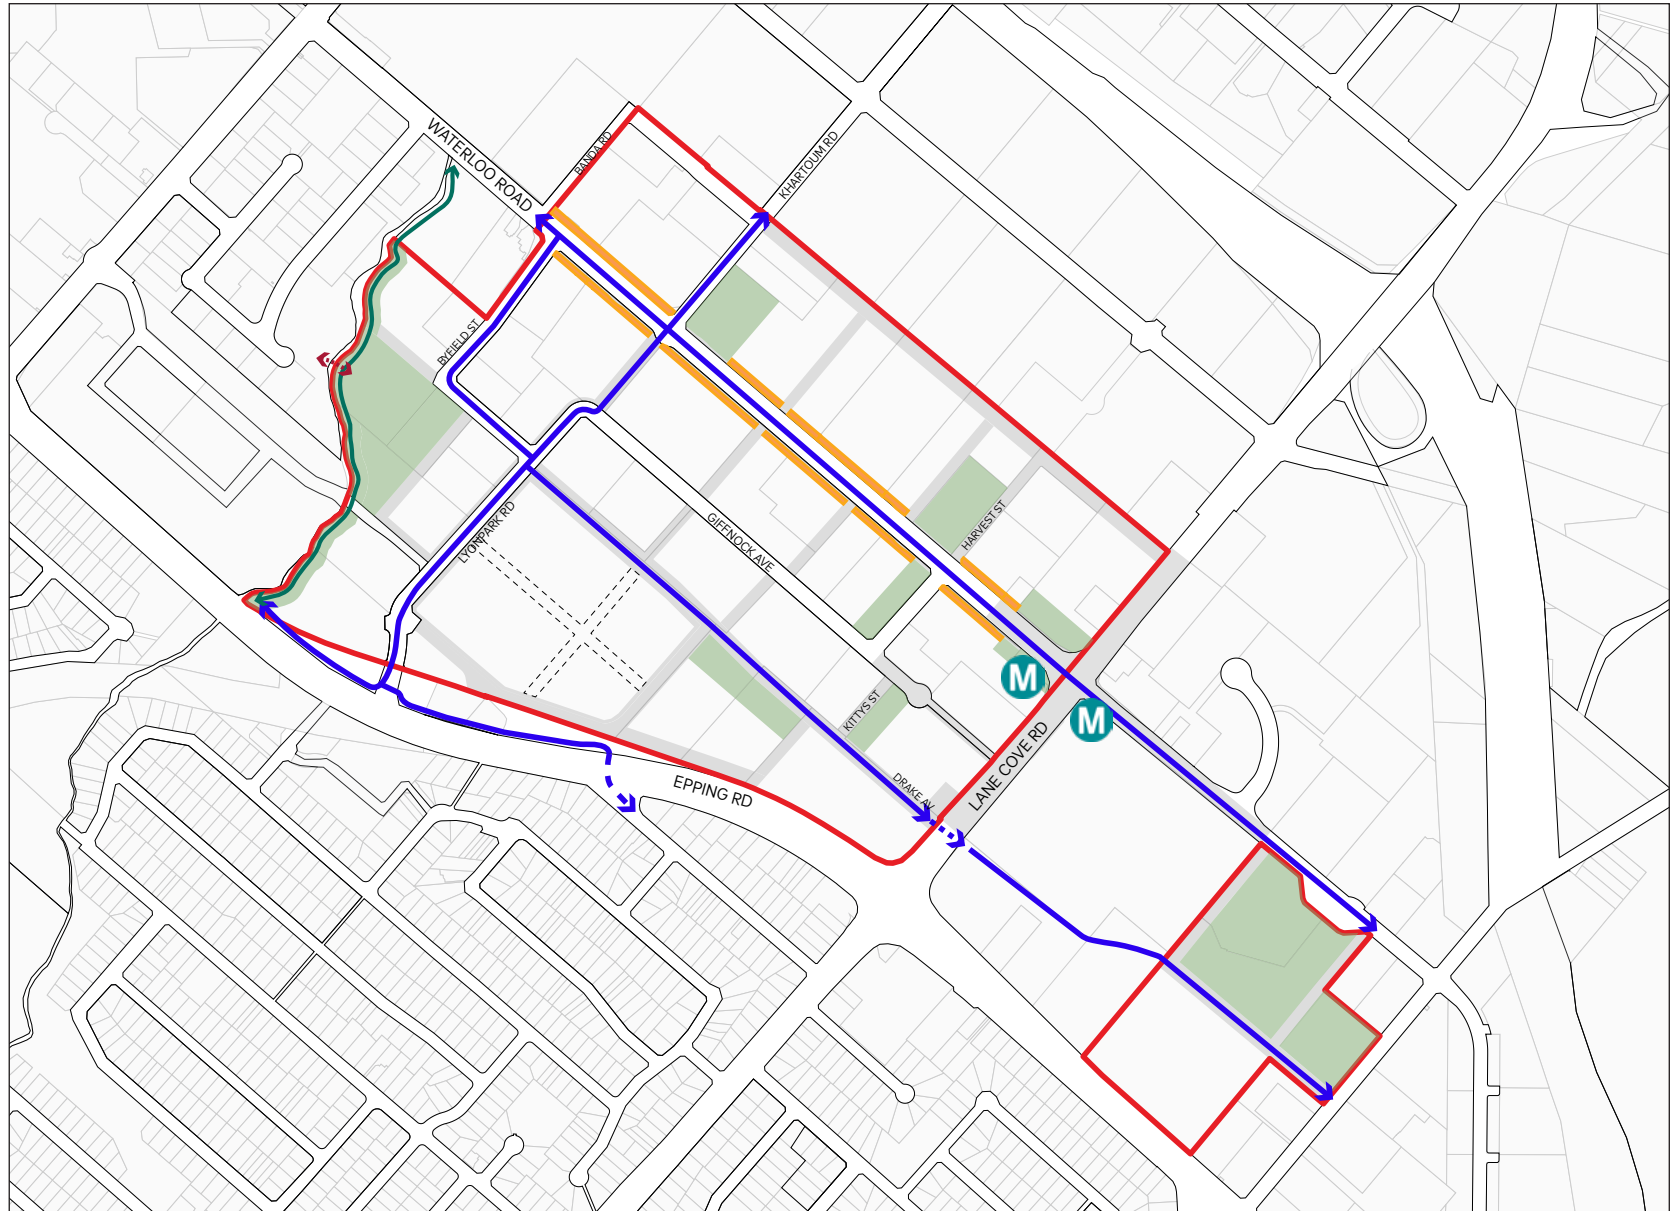 WATERLOO ROAD
BANDA RD
KHARTOUM RD
BYFIELD ST
LYONPARK RD
GIFFNOCK AVE
HARVEST ST
M
M
KITTYS ST
LANE COVE RD
DRAKE AV
EPPING RD